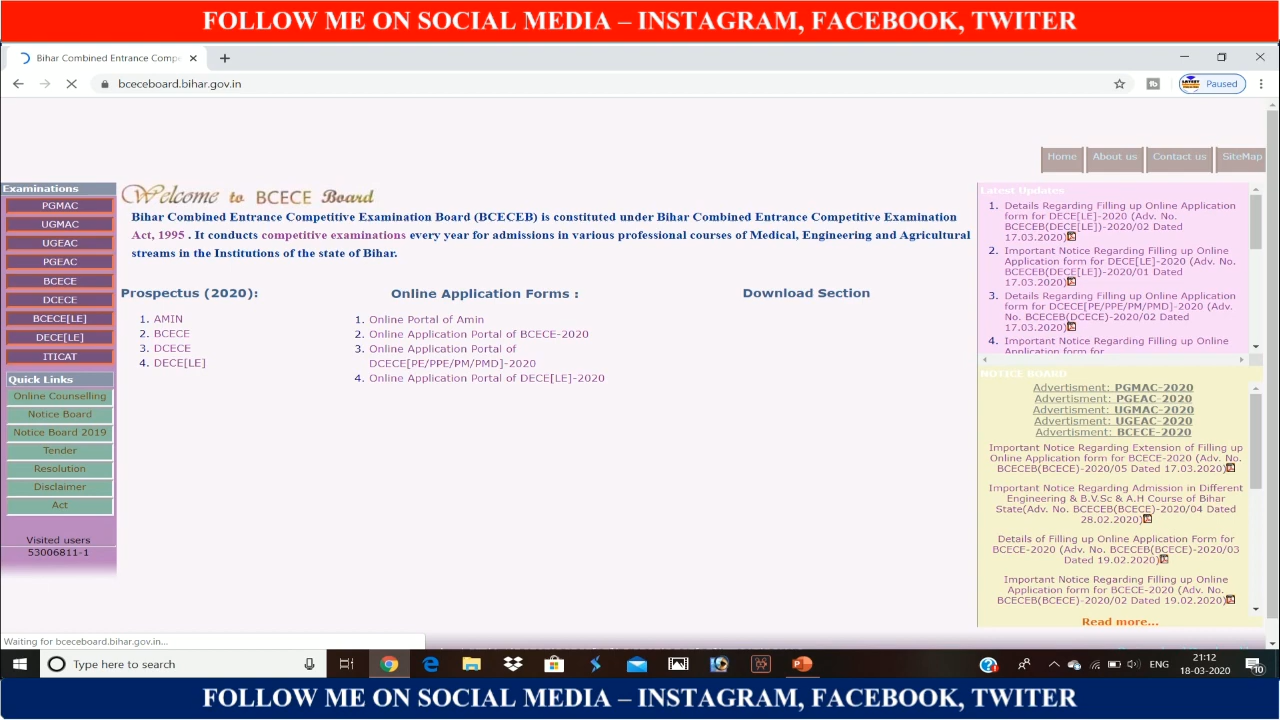 FOLLOW ME ON SOCIAL MEDIA – INSTAGRAM, FACEBOOK, TWITER
Bihar Combined Entrance Comp
bceceboard.bihar.gov.in
Paused
Home
About us
Contact us
SiteMap
Examinations
PGMAC
UGMAC
UGEAC
PGEAC
BCECE
DCECE
BCECE[LE]
DECE[LE]
ITICAT
Quick Links
Online Counselling
Notice Board
Notice Board 2019
Tender
Resolution
Disclaimer
Act
Visited users
53006811-1
Welcome to BCECE Board
Bihar Combined Entrance Competitive Examination Board (BCECEB) is constituted under Bihar Combined Entrance Competitive Examination
Act, 1995 . It conducts competitive examinations every year for admissions in various professional courses of Medical, Engineering and Agricultural
streams in the Institutions of the state of Bihar.
Prospectus (2020):
1. AMIN
2. BCECE
3. DCECE
4. DECE[LE]
Online Application Forms :
1. Online Portal of Amin
2. Online Application Portal of BCECE-2020
3. Online Application Portal of
DCECE[PE/PPE/PM/PMD]-2020
4. Online Application Portal of DECE[LE]-2020
Download Section
Latest Updates
1. Details Regarding Filling up Online Application
form for DECE[LE]-2020 (Adv. No.
BCECEB(DECE[LE])-2020/02 Dated
17.03.2020)
2. Important Notice Regarding Filling up Online
Application form for DECE[LE]-2020 (Adv. No.
BCECEB(DECE[LE])-2020/01 Dated
17.03.2020)
3. Details Regarding Filling up Online Application
form for DCECE[PE/PPE/PM/PMD]-2020 (Adv.
No. BCECEB(DCECE)-2020/02 Dated
17.03.2020)
4. Important Notice Regarding Filling up Online
Application form for
NOTICE BOARD
Advertisment: PGMAC-2020
Advertisment: PGEAC-2020
Advertisment: UGMAC-2020
Advertisment: UGEAC-2020
Advertisment: BCECE-2020
Important Notice Regarding Extension of Filling up
Online Application form for BCECE-2020 (Adv. No.
BCECEB(BCECE)-2020/05 Dated 17.03.2020)
Important Notice Regarding Admission in Different
Engineering & B.V.Sc & A.H Course of Bihar
State(Adv. No. BCECEB(BCECE)-2020/04 Dated
28.02.2020)
Details of Filling up Online Application Form for
BCECE-2020 (Adv. No. BCECEB(BCECE)-2020/03
Dated 19.02.2020)
Important Notice Regarding Filling up Online
Application form for BCECE-2020 (Adv. No.
BCECEB(BCECE)-2020/02 Dated 19.02.2020)
Read more...
Waiting for bceceboard.bihar.gov.in...
Type here to search
ENG
21:12
18-03-2020
10
FOLLOW ME ON SOCIAL MEDIA – INSTAGRAM, FACEBOOK, TWITER